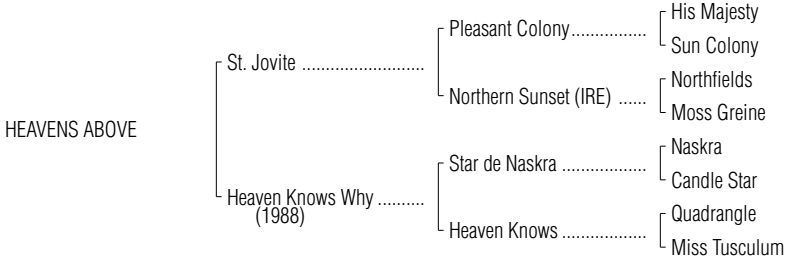 His Majesty
Pleasant Colony................
Sun Colony
St. Jovite ..........................
Northfields
Northern Sunset (IRE) ......
Moss Greine
HEAVENS ABOVE
Naskra
Star de Naskra ..................
Candle Star
Heaven Knows Why ..........
(1988)
Quadrangle
Heaven Knows ..................
Miss Tusculum